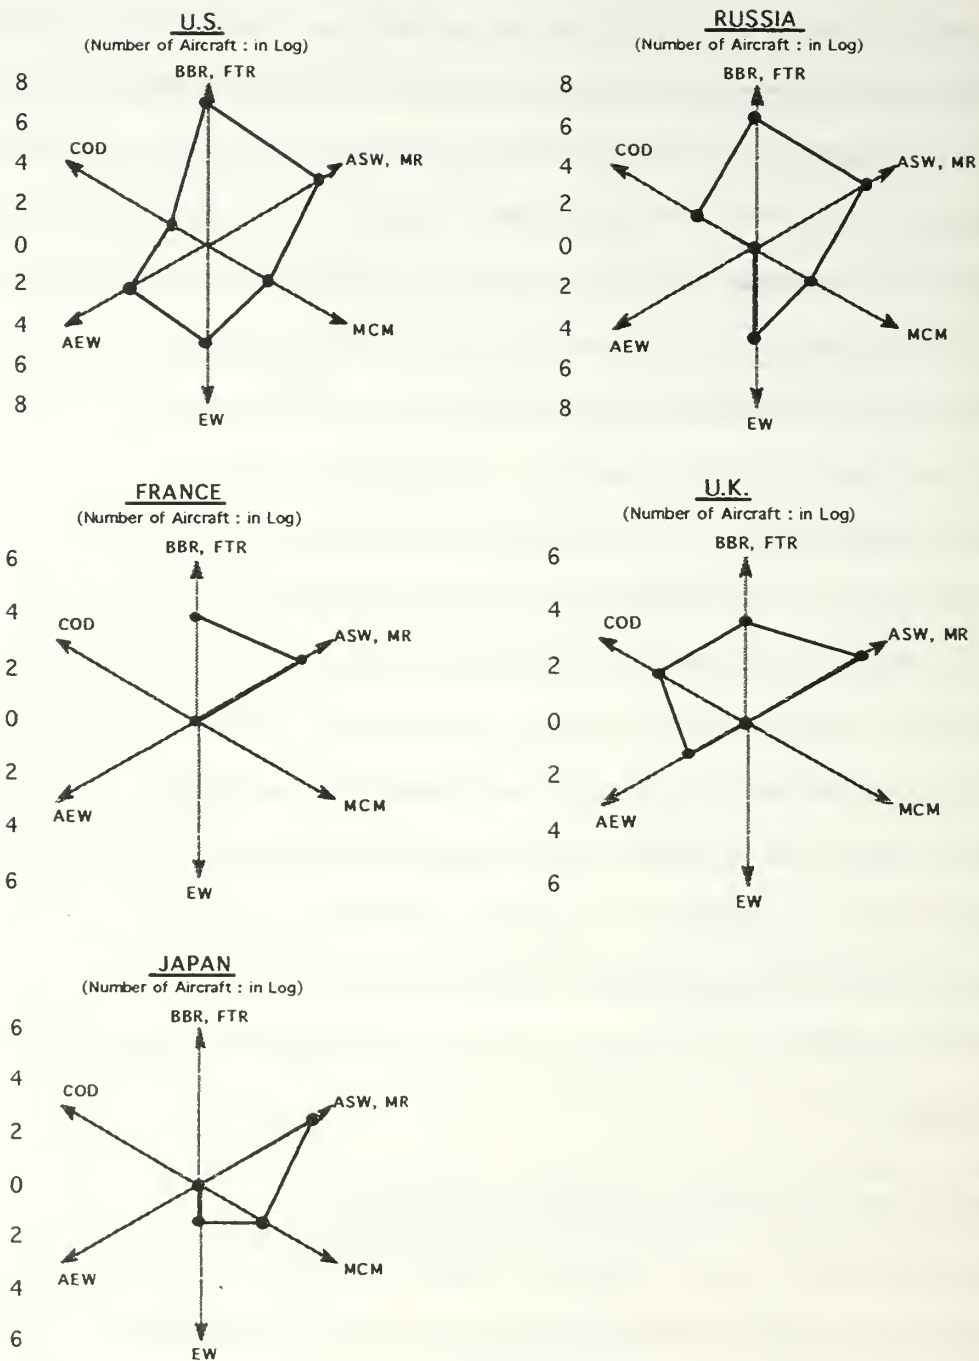 U.S.
(Number of Aircraft : in Log)
BBR, FTR
8
6
4
2
0
2
4
6
8
COD
ASW, MR
AEW
MCM
EW
RUSSIA
(Number of Aircraft : in Log)
BBR, FTR
8
6
4
2
0
2
4
6
8
COD
ASW, MR
AEW
MCM
EW
FRANCE
(Number of Aircraft : in Log)
BBR, FTR
6
4
2
0
2
4
6
COD
ASW, MR
AEW
MCM
EW
U.K.
(Number of Aircraft : in Log)
BBR, FTR
6
4
2
0
2
4
6
COD
ASW, MR
AEW
MCM
EW
JAPAN
(Number of Aircraft : in Log)
BBR, FTR
6
4
2
0
2
4
6
COD
ASW, MR
AEW
MCM
EW